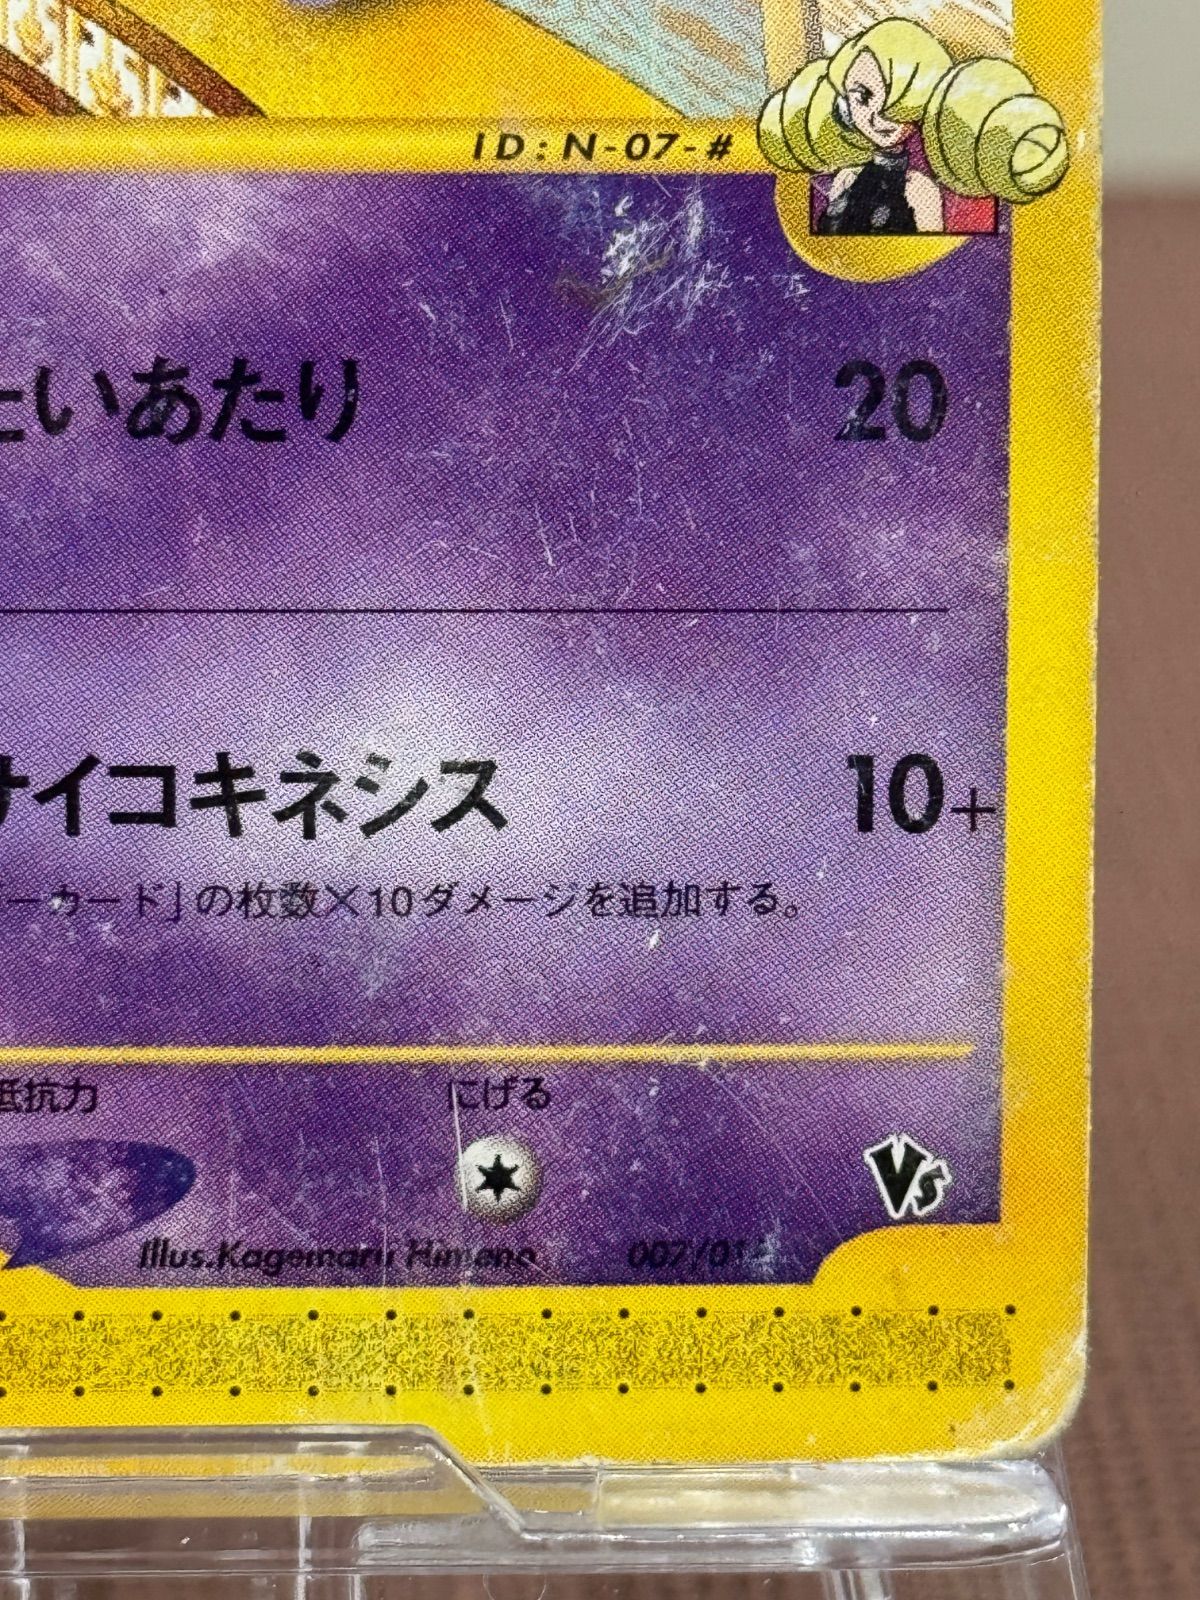 ID:N-07-#
たいあたり 20
サイコキネシス 10+
ーカード」の枚数×10ダメージを追加する。
抵抗力 にげる
VS
Illus.Kagemaru Himeno 007/01